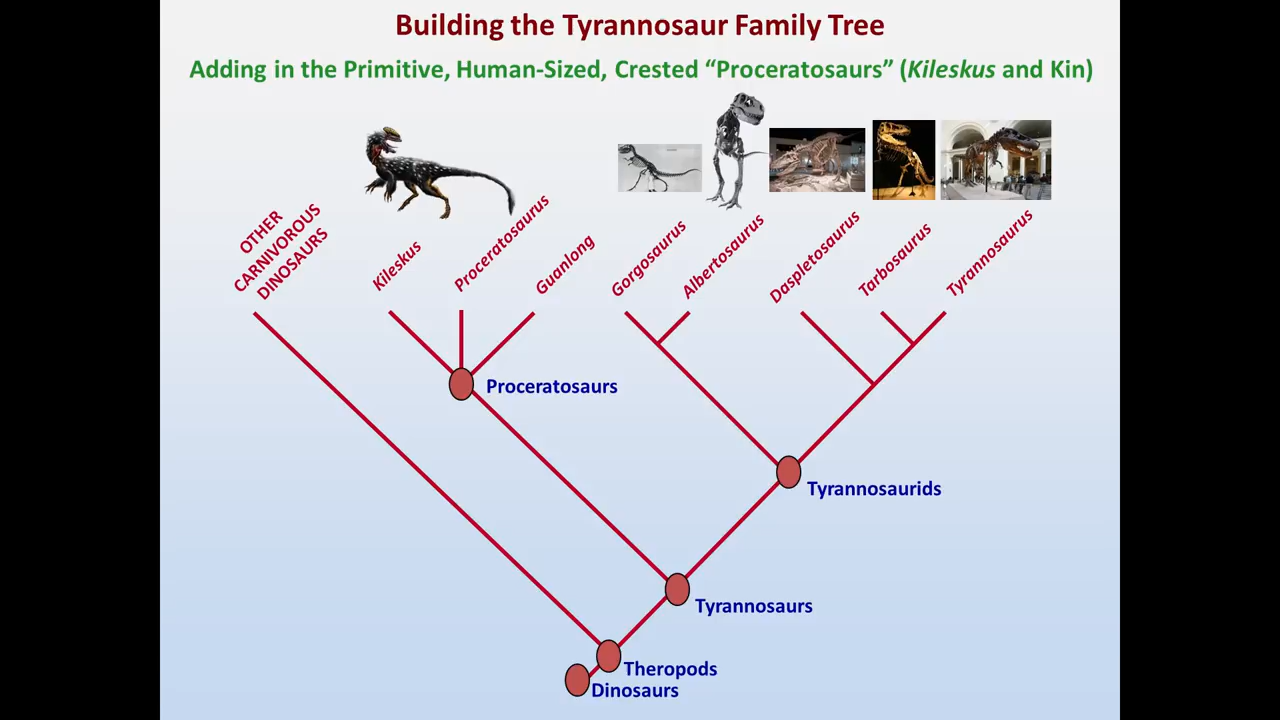 Building the Tyrannosaur Family Tree
Adding in the Primitive, Human-Sized, Crested “Proceratosaurs” (Kileskus and Kin)
OTHER
CARNIVOROUS
DINOSAURS
Kileskus
Proceratosaurus
Guanlong
Gorgosaurus
Albertosaurus
Daspletosaurus
Tarbosaurus
Tyrannosaurus
Proceratosaurs
Tyrannosaurids
Tyrannosaurs
Theropods
Dinosaurs